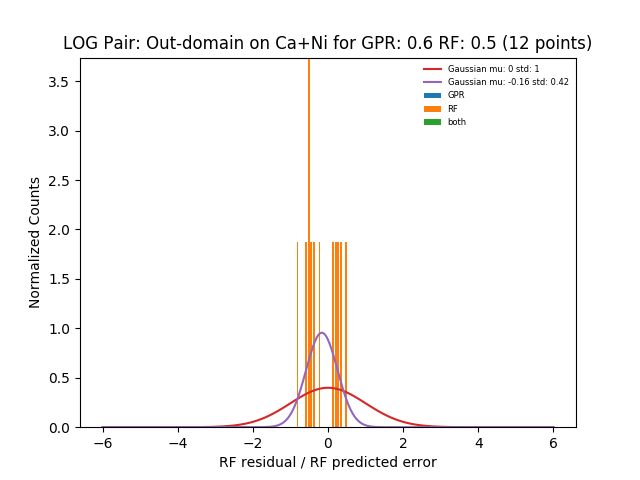 LOG Pair: Out-domain on Ca+Ni for GPR: 0.6 RF: 0.5 (12 points)
Gaussian mu: 0 std: 1
Gaussian mu: -0.16 std: 0.42
GPR
RF
both
Normalized Counts
3.5
3.0
2.5
2.0
1.5
1.0
0.5
0.0
−6
−4
−2
0
2
4
6
RF residual / RF predicted error